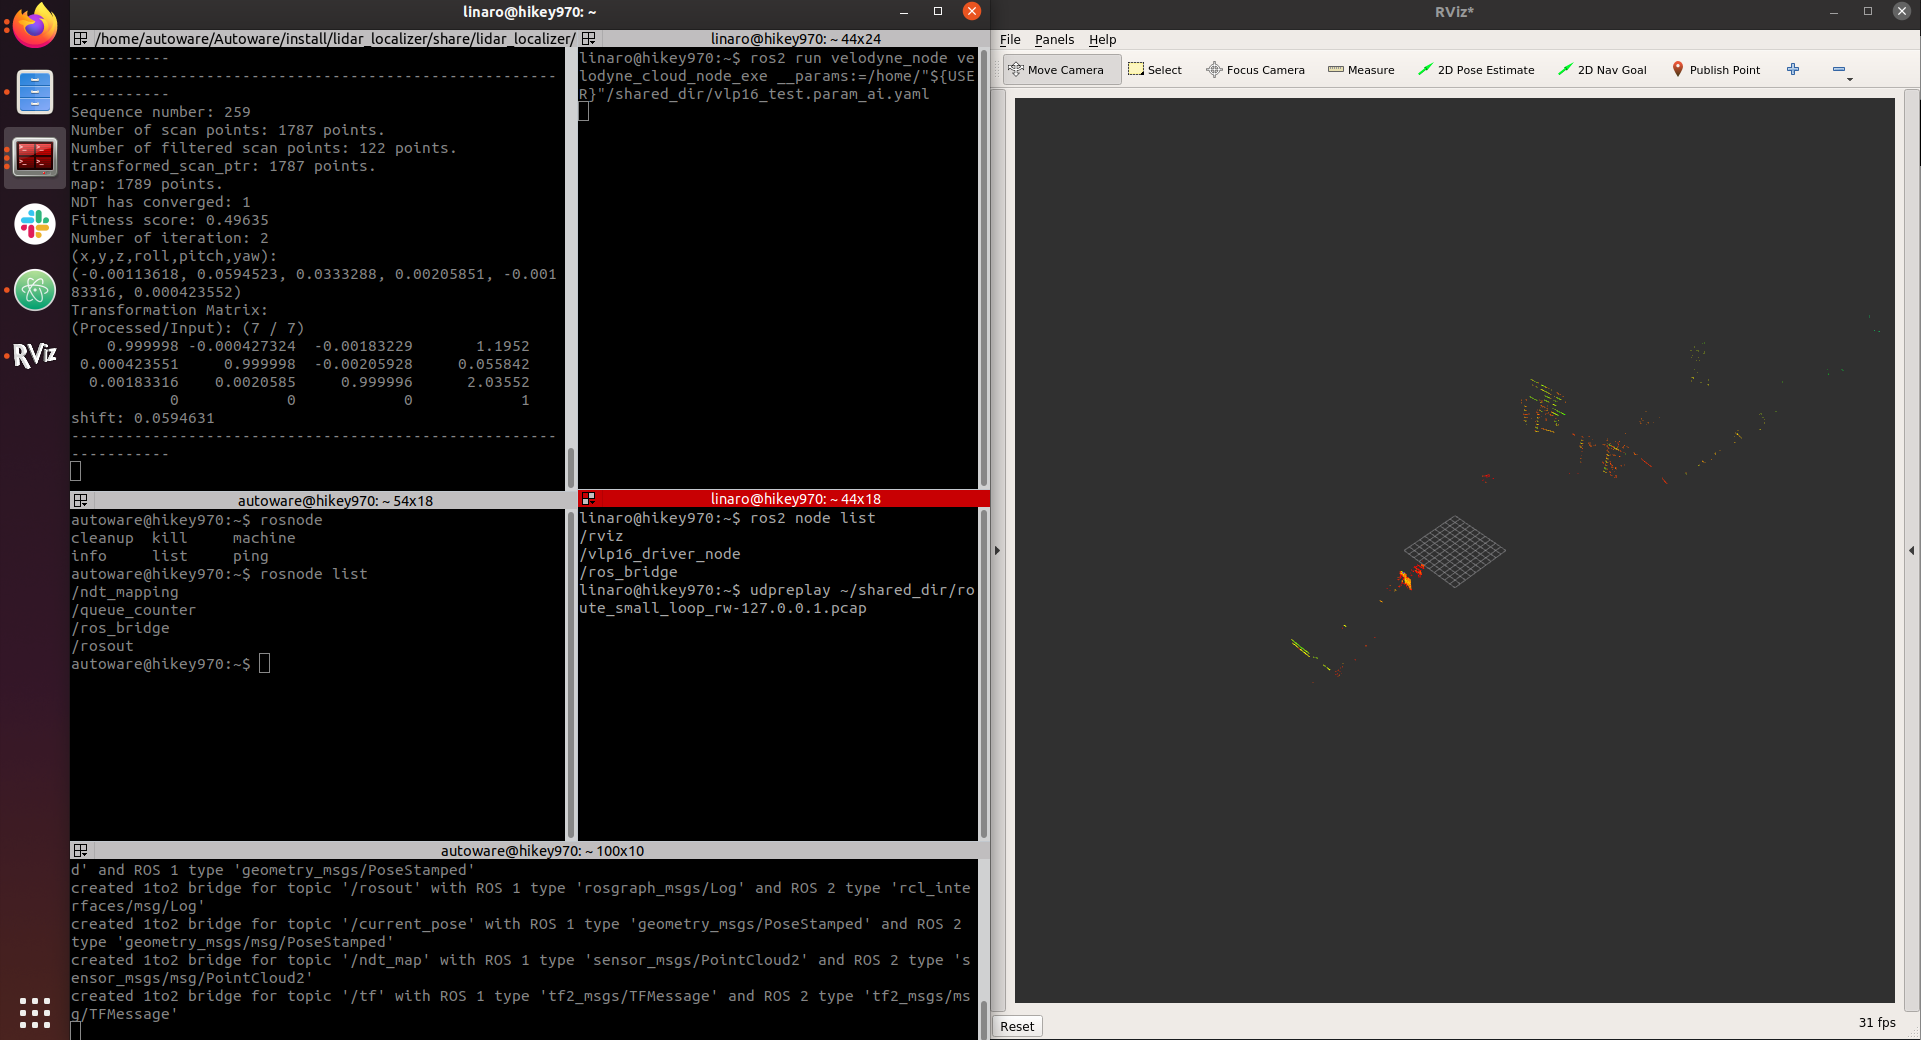 linaro@hikey970: ~
/home/autoware/Autoware/install/lidar_localizer/share/lidar_localizer/
-----------
------------------------------------------------------
-----------
Sequence number: 259
Number of scan points: 1787 points.
Number of filtered scan points: 122 points.
transformed_scan_ptr: 1787 points.
map: 1789 points.
NDT has converged: 1
Fitness score: 0.49635
Number of iteration: 2
(x,y,z,roll,pitch,yaw):
(-0.00113618, 0.0594523, 0.0333288, 0.00205851, -0.001
83316, 0.000423552)
Transformation Matrix:
(Processed/Input): (7 / 7)
0.999998 -0.000427324 -0.00183229 1.1952
0.000423551 0.999998 -0.00205928 0.055842
0.00183316 0.0020585 0.999996 2.03552
0 0 0 1
shift: 0.0594631
------------------------------------------------------
-----------
linaro@hikey970: ~ 44x24
linaro@hikey970:~$ ros2 run velodyne_node ve
lodyne_cloud_node_exe __params:=/home/"${USE
R}"/shared_dir/vlp16_test.param_ai.yaml
autoware@hikey970: ~ 54x18
autoware@hikey970:~$ rosnode
cleanup kill machine
info list ping
autoware@hikey970:~$ rosnode list
/ndt_mapping
/queue_counter
/ros_bridge
/rosout
autoware@hikey970:~$
linaro@hikey970: ~ 44x18
linaro@hikey970:~$ ros2 node list
/rviz
/vlp16_driver_node
/ros_bridge
linaro@hikey970:~$ udpreplay ~/shared_dir/ro
ute_small_loop_rw-127.0.0.1.pcap
autoware@hikey970: ~ 100x10
d' and ROS 1 type 'geometry_msgs/PoseStamped'
created 1to2 bridge for topic '/rosout' with ROS 1 type 'rosgraph_msgs/Log' and ROS 2 type 'rcl_inte
rfaces/msg/Log'
created 1to2 bridge for topic '/current_pose' with ROS 1 type 'geometry_msgs/PoseStamped' and ROS 2
type 'geometry_msgs/msg/PoseStamped'
created 1to2 bridge for topic '/ndt_map' with ROS 1 type 'sensor_msgs/PointCloud2' and ROS 2 type 's
ensor_msgs/msg/PointCloud2'
created 1to2 bridge for topic '/tf' with ROS 1 type 'tf2_msgs/TFMessage' and ROS 2 type 'tf2_msgs/ms
g/TFMessage'
RViz
RViz*
File Panels Help
Move Camera Select Focus Camera Measure 2D Pose Estimate 2D Nav Goal Publish Point
Reset
31 fps